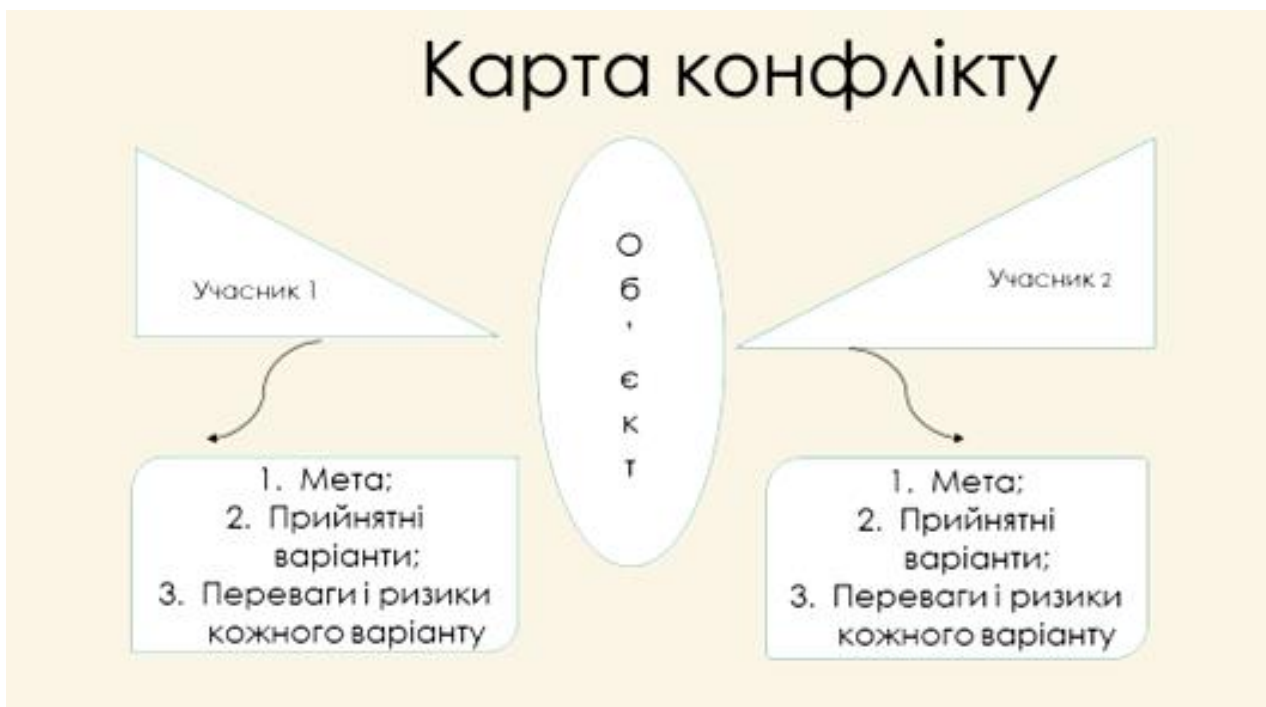 Карта конфлікту
Учасник 1
О
б
'
є
к
т
Учасник 2
1. Мета;
2. Прийнятні
варіанти;
3. Переваги і ризики
кожного варіанту
1. Мета;
2. Прийнятні
варіанти;
3. Переваги і ризики
кожного варіанту